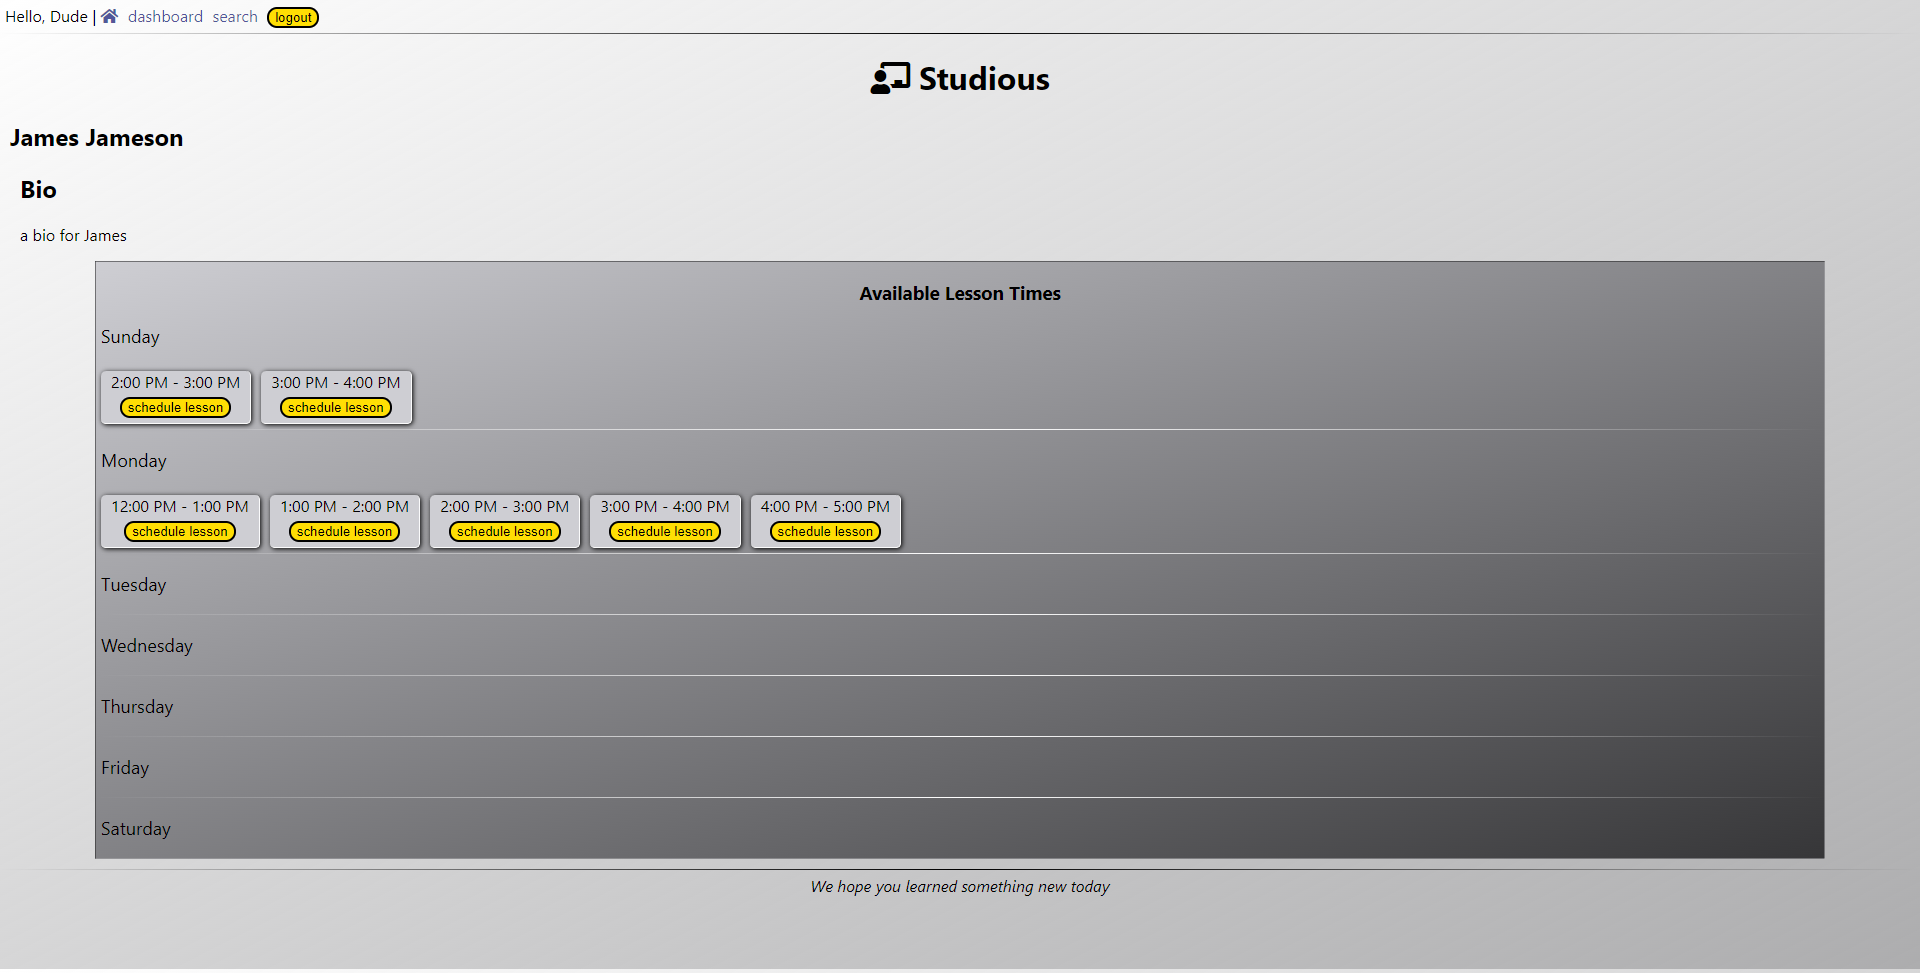 Hello, Dude | dashboard search logout
Studious
James Jameson
Bio
a bio for James
Available Lesson Times
Sunday
2:00 PM - 3:00 PM 3:00 PM - 4:00 PM
schedule lesson schedule lesson
Monday
12:00 PM - 1:00 PM 1:00 PM - 2:00 PM 2:00 PM - 3:00 PM 3:00 PM - 4:00 PM 4:00 PM - 5:00 PM
schedule lesson schedule lesson schedule lesson schedule lesson schedule lesson
Tuesday
Wednesday
Thursday
Friday
Saturday
We hope you learned something new today